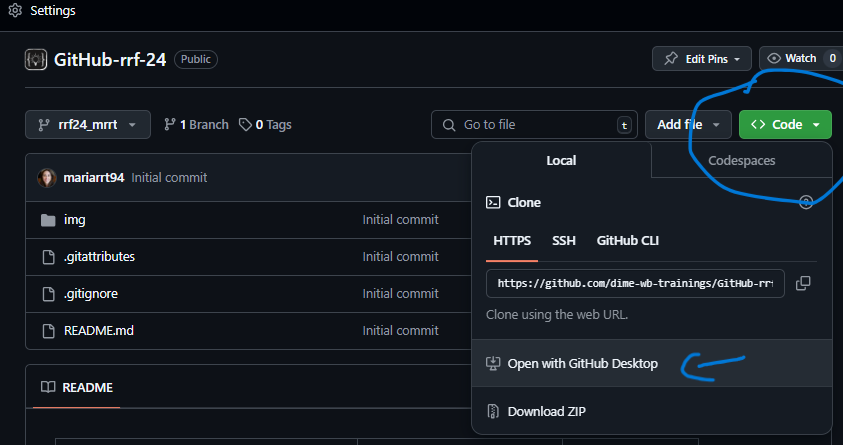 Settings
GitHub-rrf-24 Public
Edit Pins
Watch 0
rrf24_mrrt
1 Branch
0 Tags
Go to file t
Add file
Code
mariarrt94 Initial commit
img Initial commit
.gitattributes Initial commit
.gitignore Initial commit
README.md Initial commit
README
Local Codespaces
Clone
HTTPS SSH GitHub CLI
https://github.com/dime-wb-trainings/GitHub-rr
Clone using the web URL.
Open with GitHub Desktop
Download ZIP